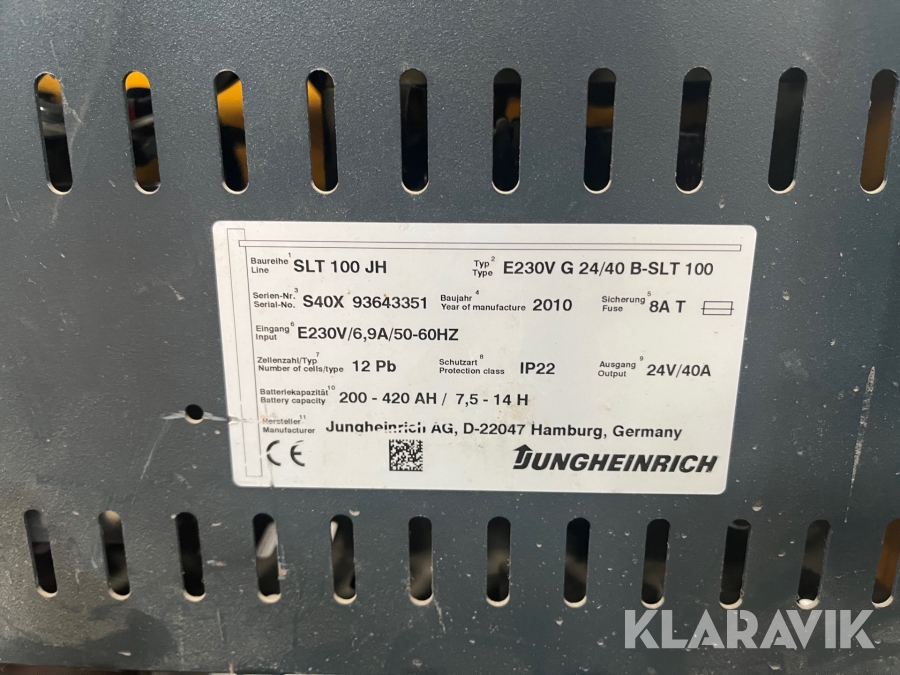 KLARAVIK
Baureihe 1 SLT 100 JH Typ 2 E230V G 24/40 B-SLT 100
Line Type
Serien-Nr. 3 S40X 93643351 Baujahr 4 2010 Sicherung 5 8A T
Serial-No. Year of manufacture Fuse
Eingang 6 E230V/6,9A/50-60HZ
Input
Zellenzahl/Typ 7 12 Pb Schutzart 8 IP22 Ausgang 9 24V/40A
Number of cells/type Protection class Output
Batteriekapazität 10 200 - 420 AH / 7,5 - 14 H
Battery capacity
Hersteller 11 Jungheinrich AG, D-22047 Hamburg, Germany
Manufacturer
CE JUNGHEINRICH
KLARAVIK